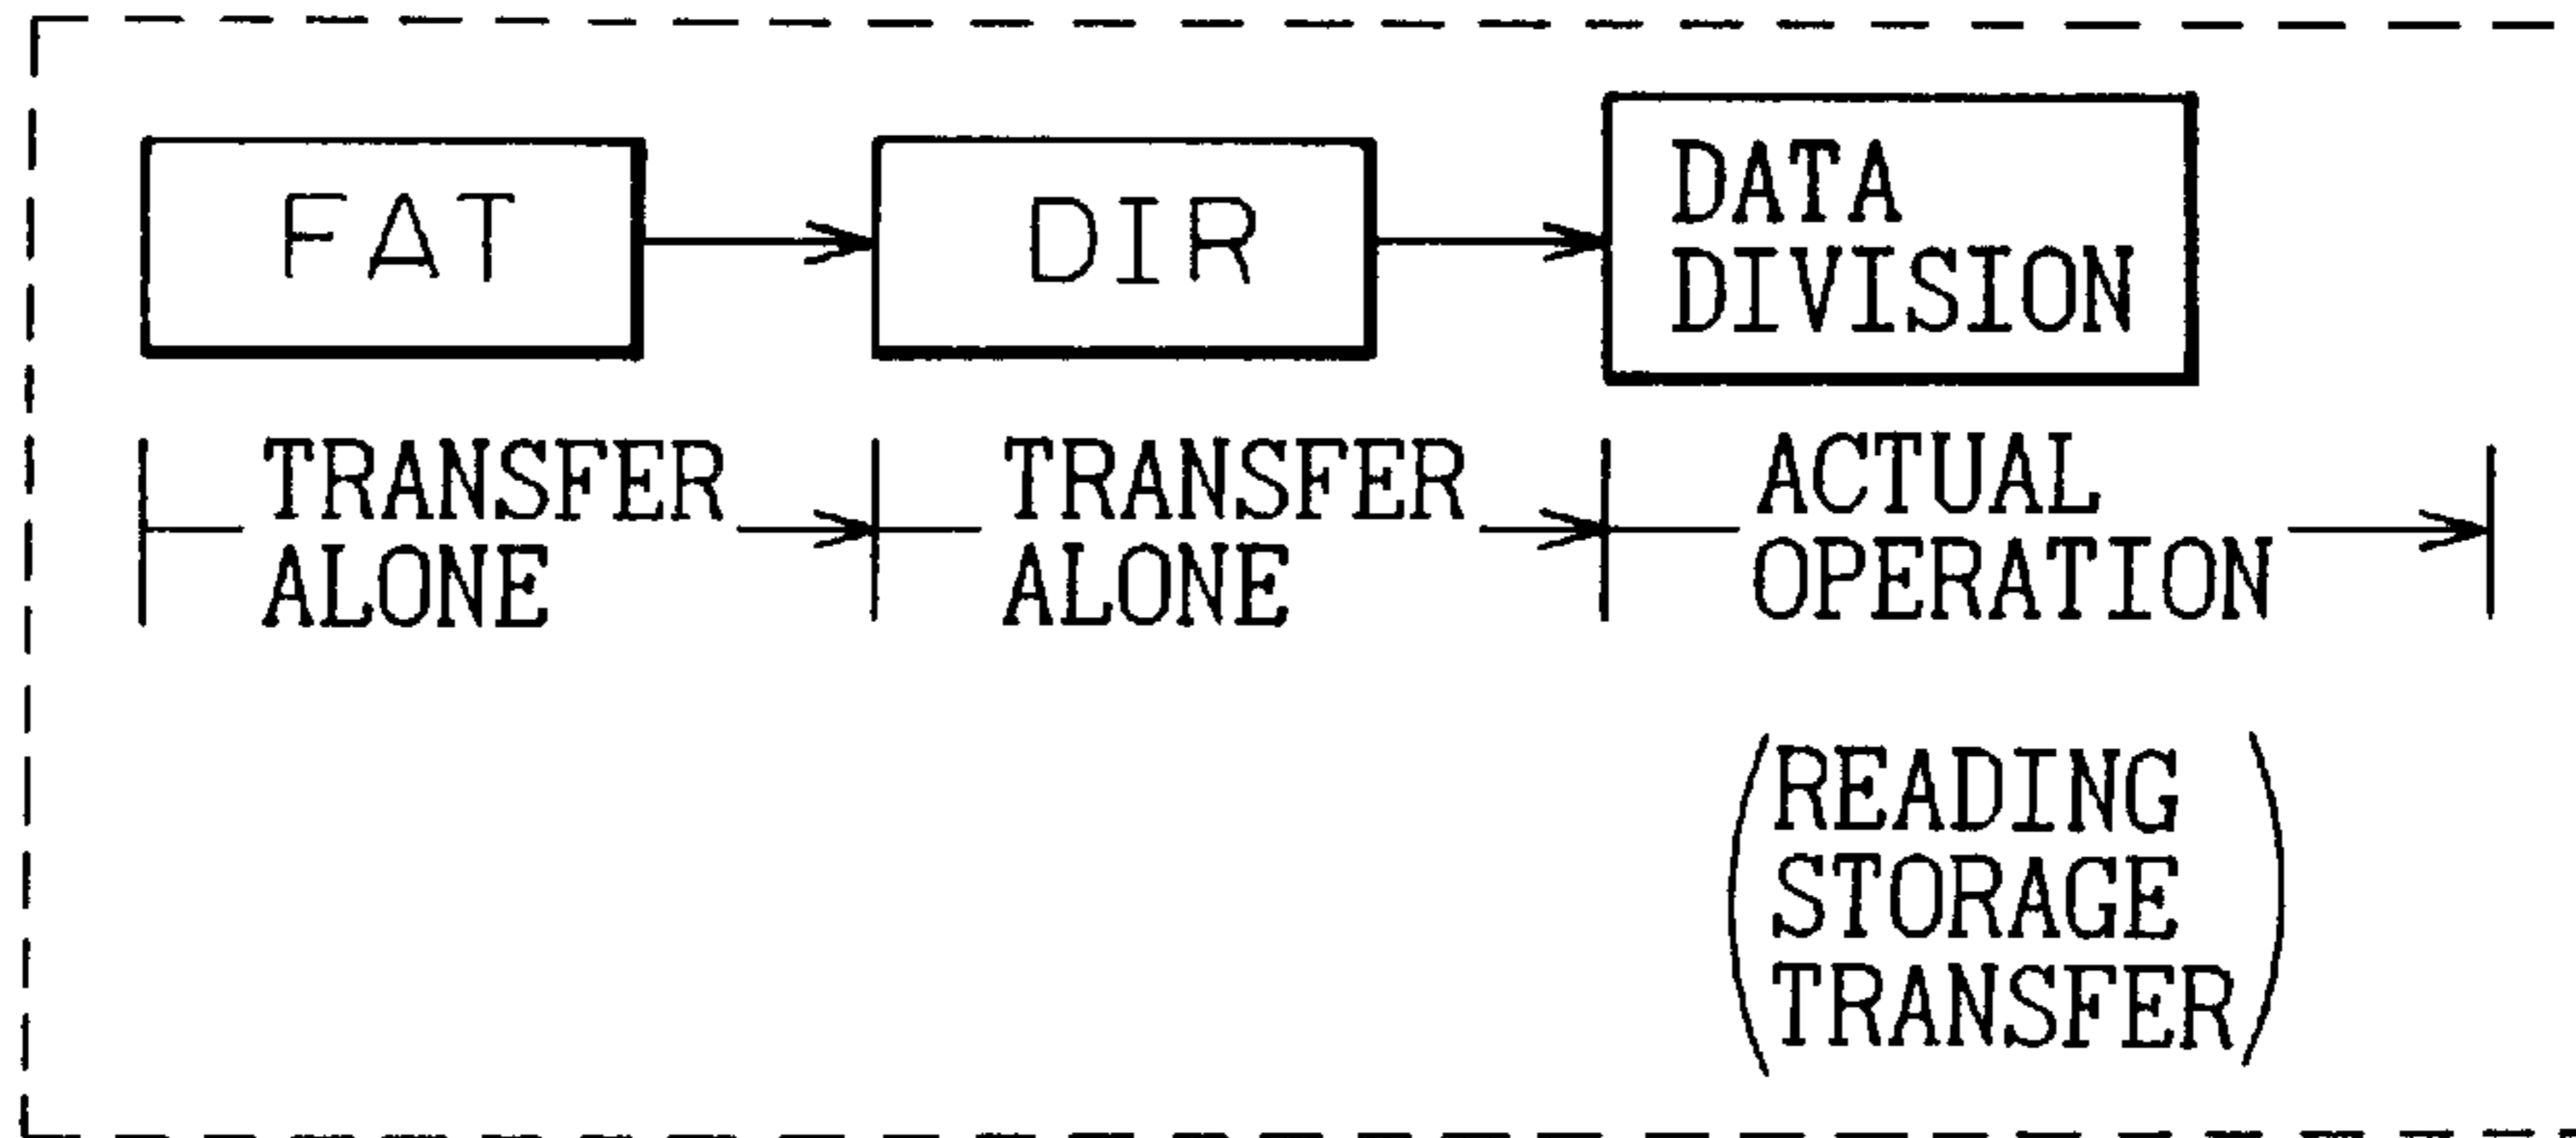 FAT
DIR
DATA
DIVISION
TRANSFER
ALONE
TRANSFER
ALONE
ACTUAL
OPERATION
(READING
STORAGE
TRANSFER)